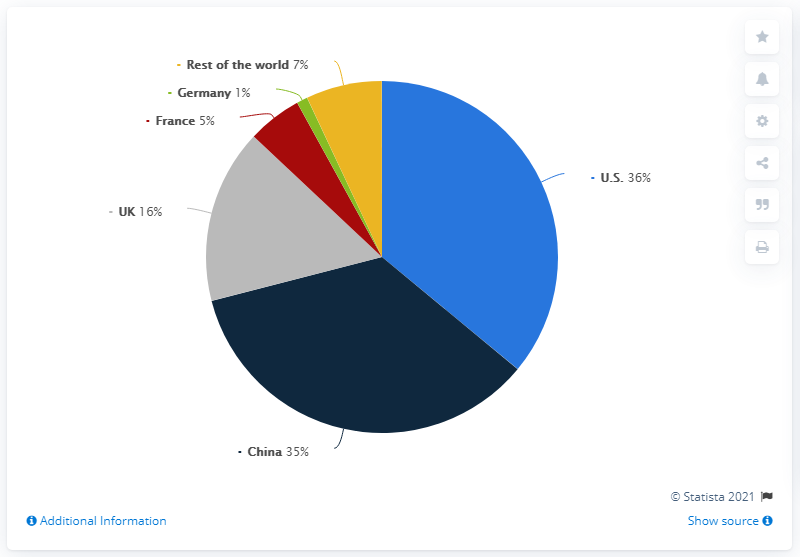 Rest of the world 7%
Germany 1%
France 5%
U.S. 36%
UK 16%
China 35%
© Statista 2021
Additional Information
Show source